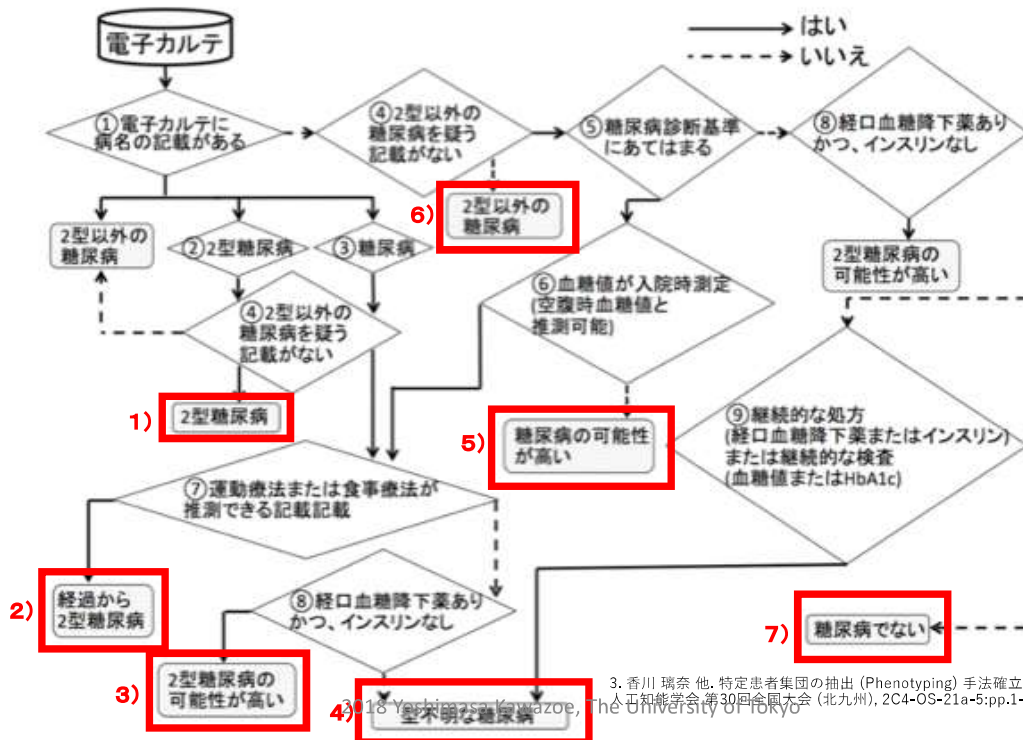 電子カルテ
はい
いいえ
①電子カルテに
病名の記載がある
④2型以外の
糖尿病を疑う
記載がない
⑤糖尿病診断基準
にあてはまる
⑧経口血糖降下薬あり
かつ、インスリンなし
6)
2型以外の
糖尿病
2型以外の
糖尿病
②2型糖尿病
③糖尿病
2型糖尿病の
可能性が高い
④2型以外の
糖尿病を疑う
記載がない
⑥血糖値が入院時測定
(空腹時血糖値と
推測可能)
1)
2型糖尿病
5)
糖尿病の可能性
が高い
⑨継続的な処方
(経口血糖降下薬またはインスリン)
または継続的な検査
(血糖値またはHbA1c)
⑦運動療法または食事療法が
推測できる記載記載
2)
経過から
2型糖尿病
⑧経口血糖降下薬あり
かつ、インスリンなし
7)
糖尿病でない
3)
2型糖尿病の
可能性が高い
4)
型不明な糖尿病
3. 香川 瑞奈 他. 特定患者集団の抽出 (Phenotyping) 手法確立
人工知能学会 第30回全国大会 (北九州), 2C4-OS-21a-5:pp.1-
2018 Yoshimasa Kawazoe, The University of Tokyo